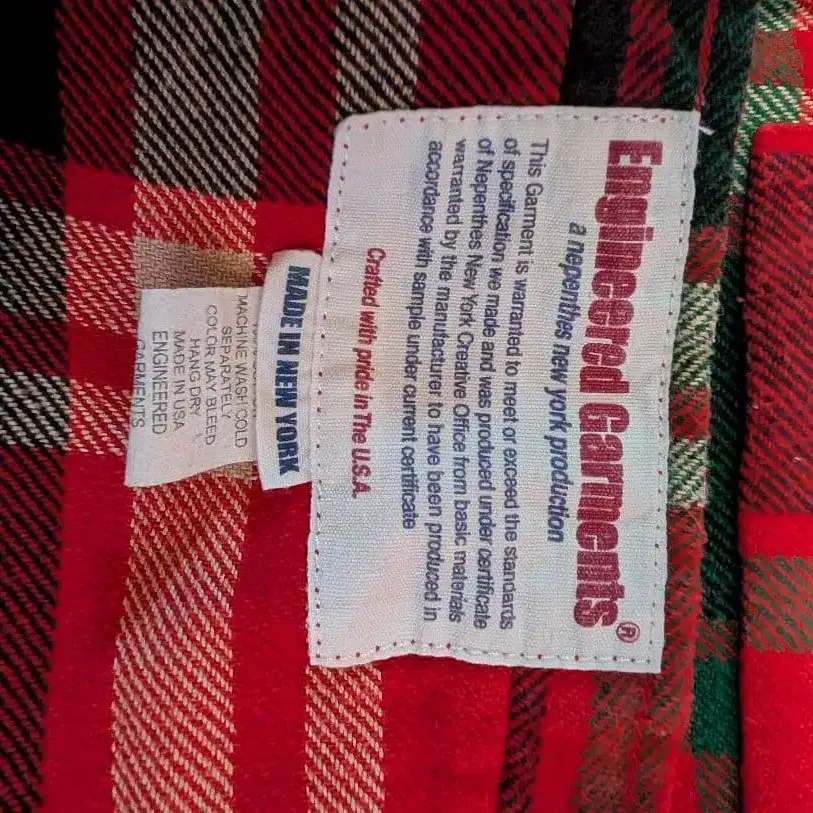 Engineered Garments®
a nepenthes new york production
This Garment is warranted to meet or exceed the standards
of specification we made and was produced under certificate
of Nepenthes New York Creative Office from basic materials
warranted by the manufacturer to have been produced in
accordance with sample under current certificate
Crafted with pride in The U.S.A.
MADE IN NEW YORK
MACHINE WASH COLD
SEPARATELY
COLOR MAY BLEED
HANG DRY
MADE IN USA
ENGINEERED
GARMENTS